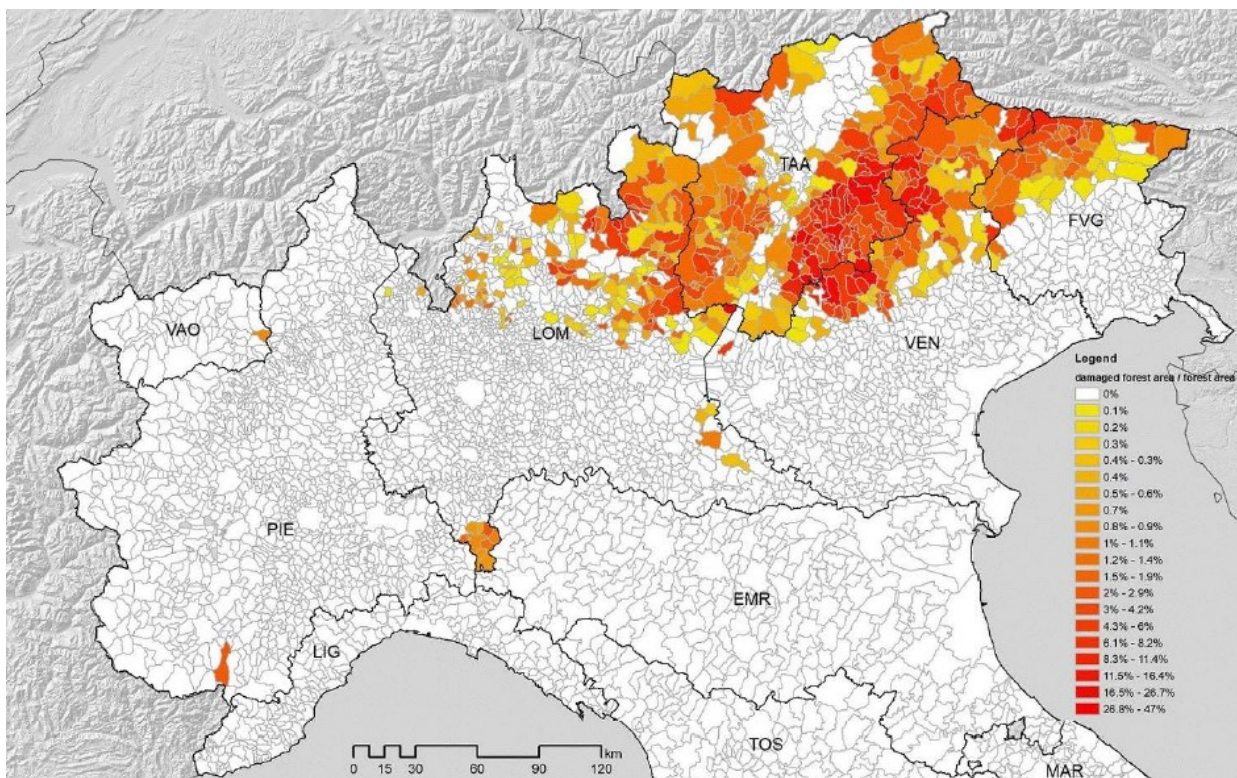 TAA
FVG
VAO
LOM
VEN
Legend
damaged forest area / forest area
0%
0.1%
0.2%
0.3%
0.4% - 0.3%
0.4%
0.5% - 0.6%
0.7%
0.8% - 0.9%
1% - 1.1%
1.2% - 1.4%
1.5% - 1.9%
2% - 2.9%
3% - 4.2%
4.3% - 6%
6.1% - 8.2%
8.3% - 11.4%
11.5% - 16.4%
16.5% - 26.7%
26.8% - 47%
PIE
EMR
LIG
TOS
MAR
km
0 15 30 60 90 120